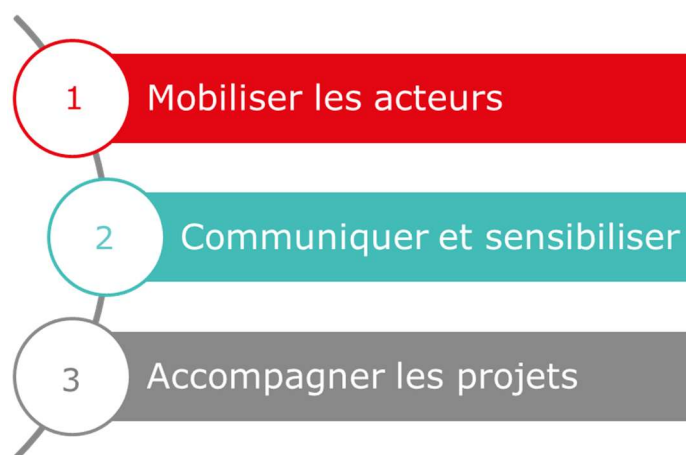 1 Mobiliser les acteurs
2 Communiquer et sensibiliser
3 Accompagner les projets